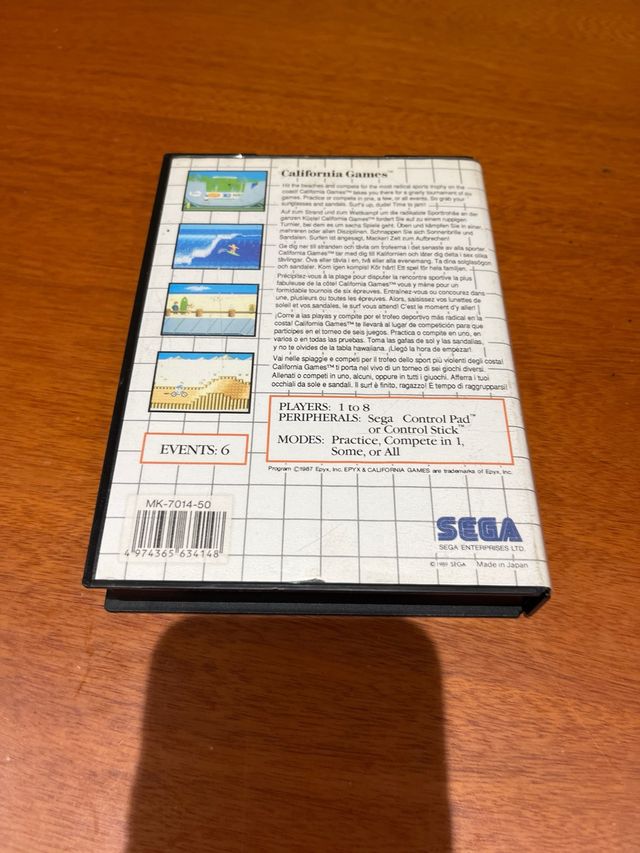 California Games™
Hit the beaches and compete for the most radical sports trophy on the
coast! California Games™ takes you there for a gnarly tournament of six
games. Practice or compete in one, a few, or all events. So grab your
sunglasses and sandals. Surf's up, dude! Time to jam!
Auf zum Strand und zum Wettkampf um die radikalste Sporttrophäe an der
ganzen Küste! California Games™ fordert Sie auf zu einem nappigen
Turnier, bei dem es um sechs Spiele geht. Üben und kämpfen Sie in einer,
mehreren oder allen Disziplinen. Schnappen Sie sich Sonnenbrille und
Sandalen. Surfen ist angesagt, Macker! Zeit zum Aufbrechen!
Ge dig ner till stranden och tävla om troféerna i det senaste av alla sporter.
California Games™ tar med dig till Kalifornien och låter dig delta i sex olika
tävlingar. Öva eller tävla i en, två eller alla evenemang. Ta dina solglasögon
och sandaler. Kom igen kompis! Kör hårt! Ett spel för hela familjen.
Précipitez-vous à la plage pour disputer la rencontre sportive la plus
fabuleuse de la côte! California Games™ vous y mène pour un
formidable tournois de six épreuves. Entraînez-vous ou concourez dans
une, plusieurs ou toutes les épreuves. Alors, saisissez vos lunettes de
soleil et vos sandales, le surf vous attend! C'est le moment d'y aller!
¡Corre a las playas y compite por el trofeo deportivo más radical en la
costa! California Games™ te llevará al lugar de competición para que
participes en el torneo de seis juegos. Practica o compite en uno, en
varios o en todas las pruebas. Toma las gafas de sol y las sandalias,
y no te olvides de la tabla hawaiiana. ¡Llegó la hora de empezar!
Vai nelle spiaggie e competi per il trofeo dello sport più violenti degli costa!
California Games™ ti porta nel vivo di un torneo di sei giochi diversi.
Allenati o competi in uno, alcuni, oppure in tutti i giuochi. Afferra i tuoi
occhiali da sole e sandali. Il surf è finito, ragazzo! È tempo di raggrupparsi!
PLAYERS: 1 to 8
PERIPHERALS: Sega Control Pad™
or Control Stick™
MODES: Practice, Compete in 1,
Some, or All
EVENTS: 6
Program ©1987 Epyx, Inc. EPYX & CALIFORNIA GAMES are trademarks of Epyx, Inc.
MK-7014-50
4 974365 634148
SEGA
SEGA ENTERPRISES LTD.
© 1989 SEGA Made in Japan